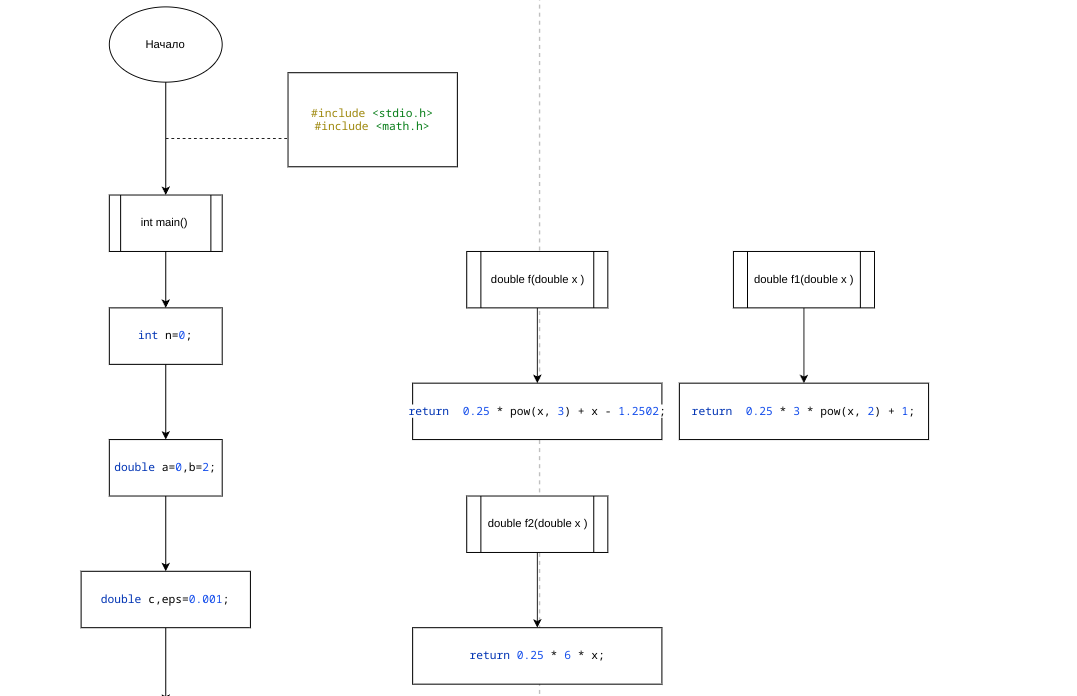 Начало
#include <stdio.h>
#include <math.h>
int main()
double f(double x )
double f1(double x )
int n=0;
return  0.25 * pow(x, 3) + x - 1.2502;
return  0.25 * 3 * pow(x, 2) + 1;
double a=0,b=2;
double f2(double x )
double c,eps=0.001;
return 0.25 * 6 * x;